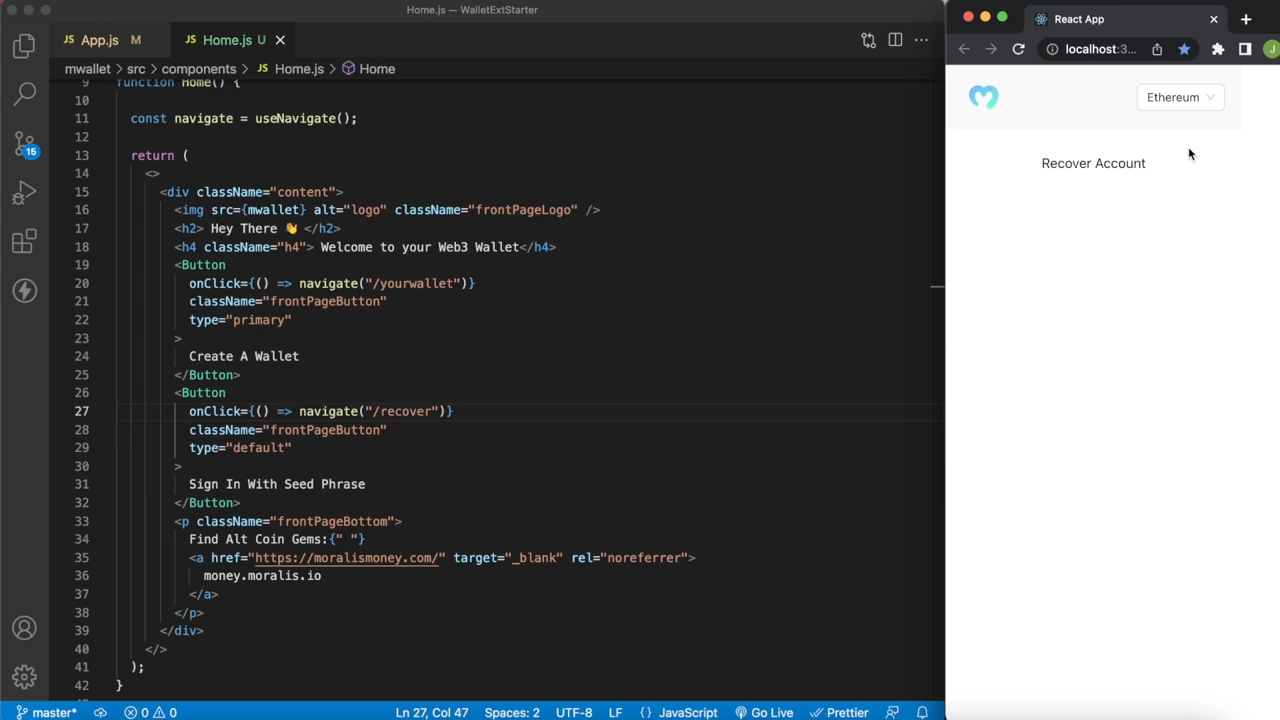 Home.js — WalletExtStarter
JS App.js M
JS Home.js U
mwallet > src > components > JS Home.js > Home
9 function Home() {
10
11 const navigate = useNavigate();
12
13 return (
14 <>
15 <div className="content">
16 <img src={mwallet} alt="logo" className="frontPageLogo" />
17 <h2> Hey There 👋 </h2>
18 <h4 className="h4"> Welcome to your Web3 Wallet</h4>
19 <Button
20 onClick={() => navigate("/yourwallet")}
21 className="frontPageButton"
22 type="primary"
23 >
24 Create A Wallet
25 </Button>
26 <Button
27 onClick={() => navigate("/recover")}
28 className="frontPageButton"
29 type="default"
30 >
31 Sign In With Seed Phrase
32 </Button>
33 <p className="frontPageBottom">
34 Find Alt Coin Gems:{" "}
35 <a href="https://moralismoney.com/" target="_blank" rel="noreferrer">
36 money.moralis.io
37 </a>
38 </p>
39 </div>
40 </>
41 );
42 }
15
master* 0 0 Ln 27, Col 47 Spaces: 2 UTF-8 LF {} JavaScript Go Live Prettier
React App
localhost:3...
J
Ethereum
Recover Account